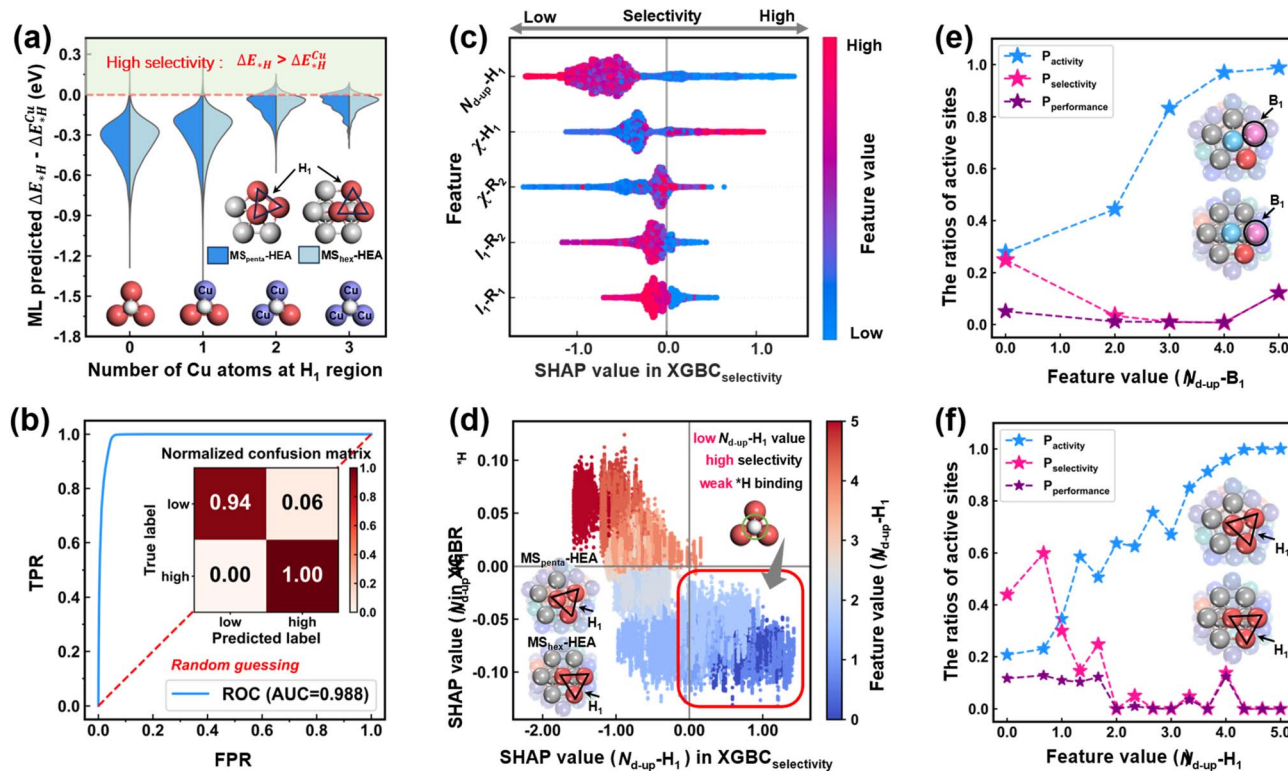 (a)
ML predicted ΔE*H - ΔE*H^Cu (eV)
0.3
0.0
-0.3
-0.6
-0.9
-1.2
-1.5
-1.8
High selectivity : ΔE*H > ΔE*H^Cu
H1
MSpenta-HEA
MShex-HEA
Cu
Cu
Cu
Cu
Cu
Cu
0 1 2 3
Number of Cu atoms at H1 region
(b)
TPR
1.0
0.8
0.6
0.4
0.2
0.0
Normalized confusion matrix
True label
low
high
0.94 0.06
0.00 1.00
low high
Predicted label
1.0
0.8
0.6
0.4
0.2
0.0
Random guessing
ROC (AUC=0.988)
0.0 0.2 0.4 0.6 0.8 1.0
FPR
(c)
Low Selectivity High
Feature
Nd-up-H1
χ-H1
χ-R2
I1-R2
I1-R1
-1.0 0.0 1.0
SHAP value in XGBCselectivity
High
Feature value
Low
(d)
SHAP value (Nd-up-H1) in XGBR*H
0.10
0.05
0.00
-0.05
-0.10
low Nd-up-H1 value
high selectivity
weak *H binding
MSpenta-HEA
H1
MShex-HEA
H1
-2.00 -1.00 0.00 1.00
SHAP value (Nd-up-H1) in XGBCselectivity
5
4
3
2
1
0
Feature value (Nd-up-H1)
(e)
The ratios of active sites
1.0
0.8
0.6
0.4
0.2
0.0
Pactivity
Pselectivity
Pperformance
B1
B1
0.0 1.0 2.0 3.0 4.0 5.0
Feature value (Nd-up-B1
(f)
The ratios of active sites
1.0
0.8
0.6
0.4
0.2
0.0
Pactivity
Pselectivity
Pperformance
H1
H1
0.0 1.0 2.0 3.0 4.0 5.0
Feature value (Nd-up-H1